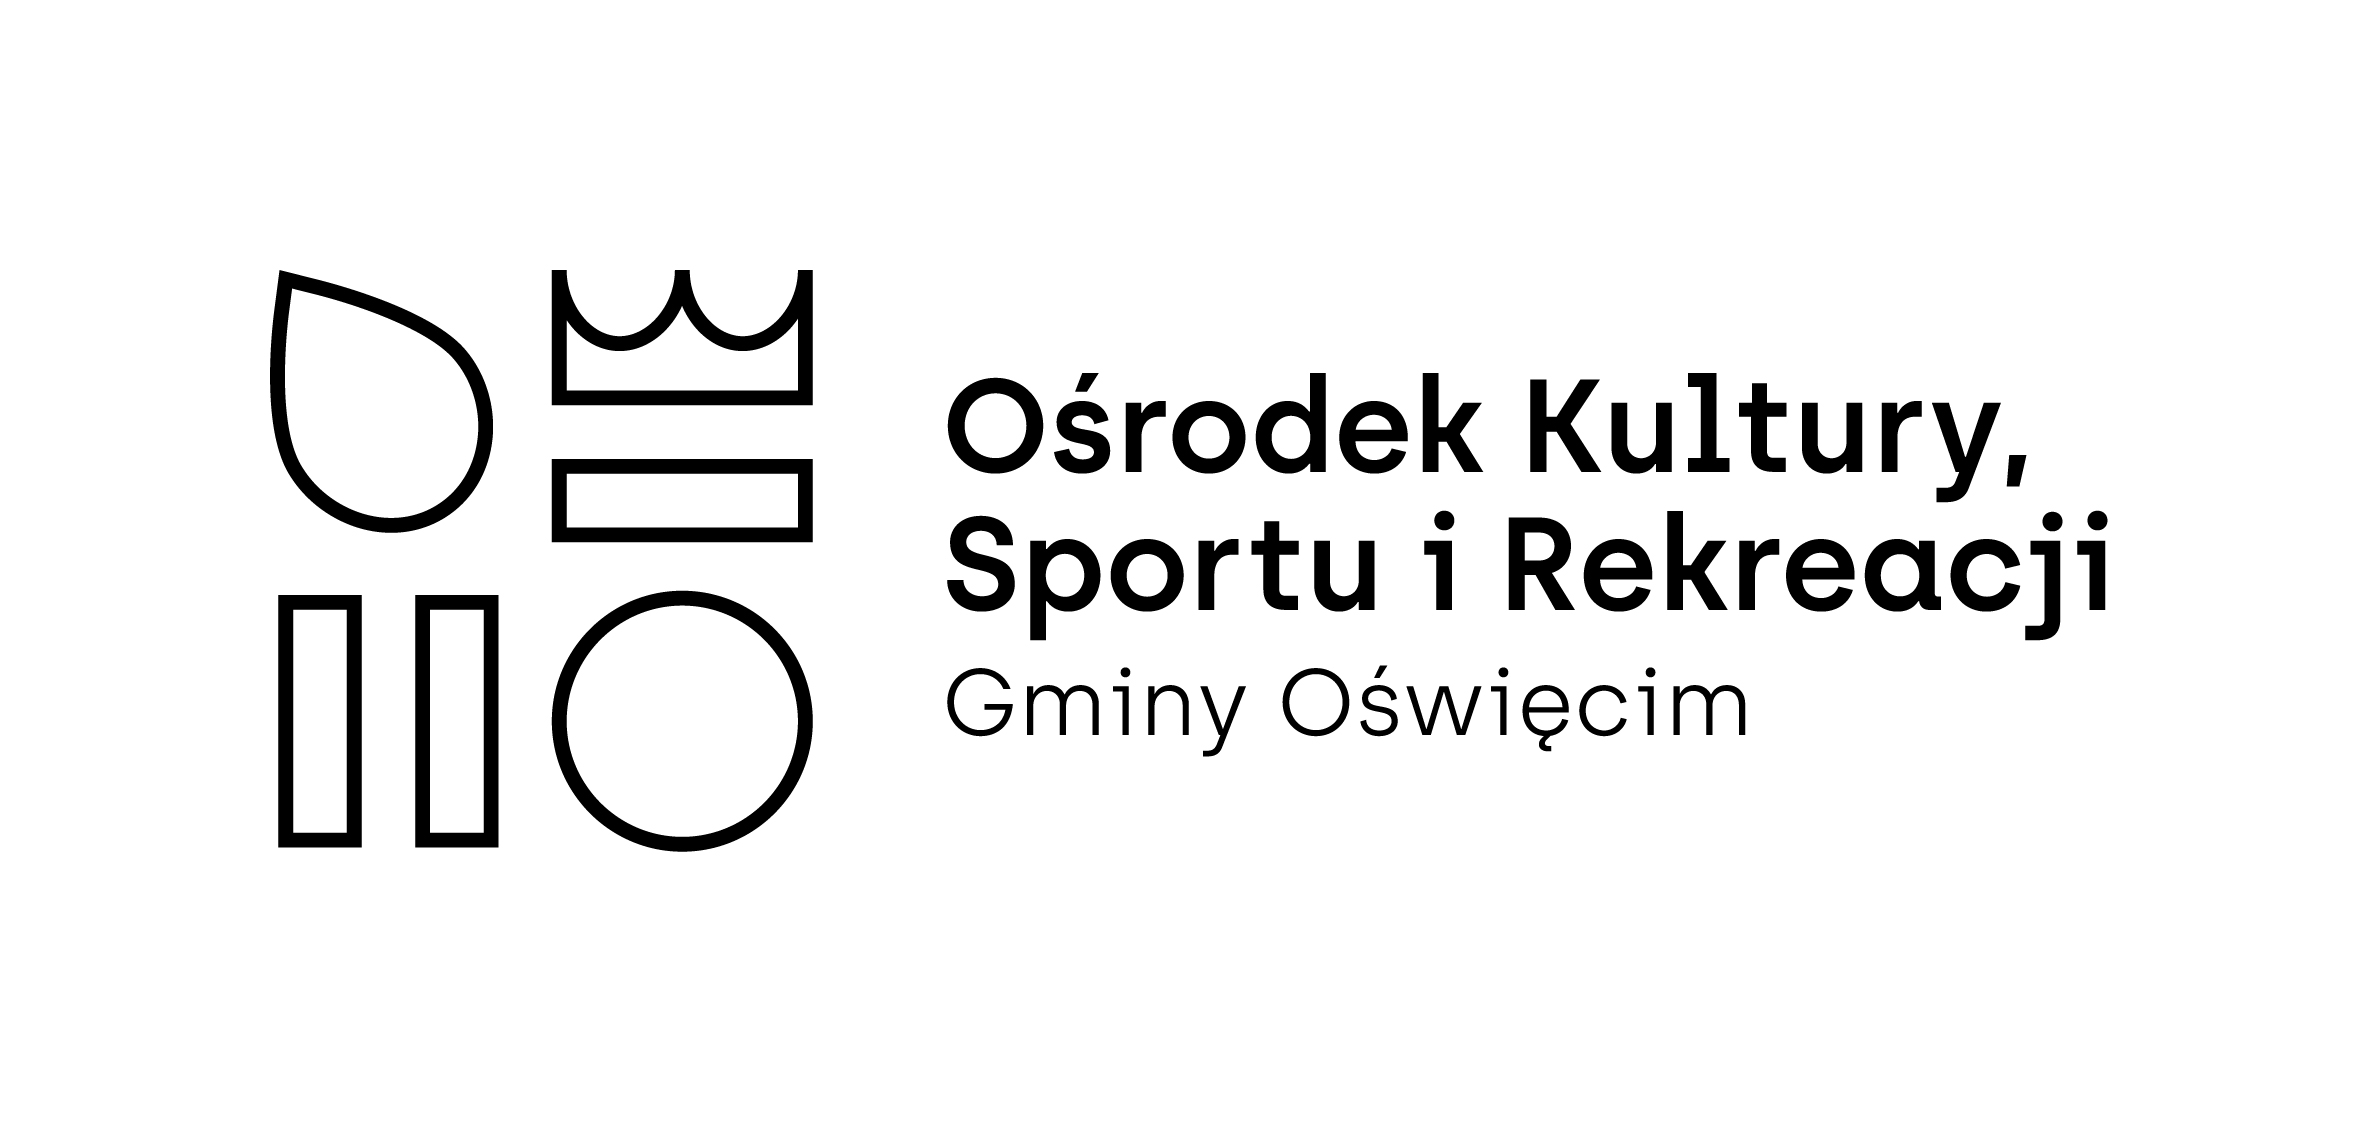 Ośrodek Kultury,
Sportu i Rekreacji
Gminy Oświęcim